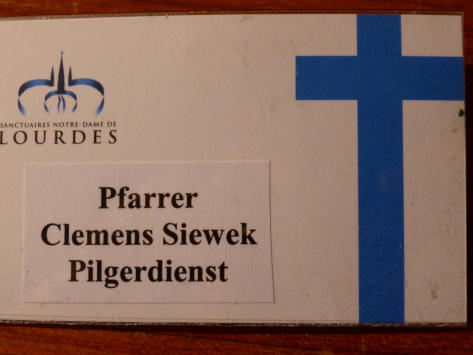 SANCTUAIRES NOTRE-DAME DE
LOURDES
Pfarrer
Clemens Siewek
Pilgerdienst